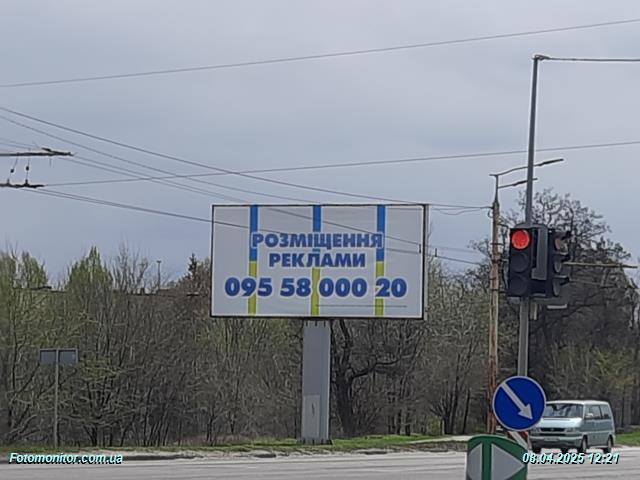 РОЗМІЩЕННЯ
РЕКЛАМИ
095 58 000 20
Fotomonitor.com.ua
08.04.2025 12:21